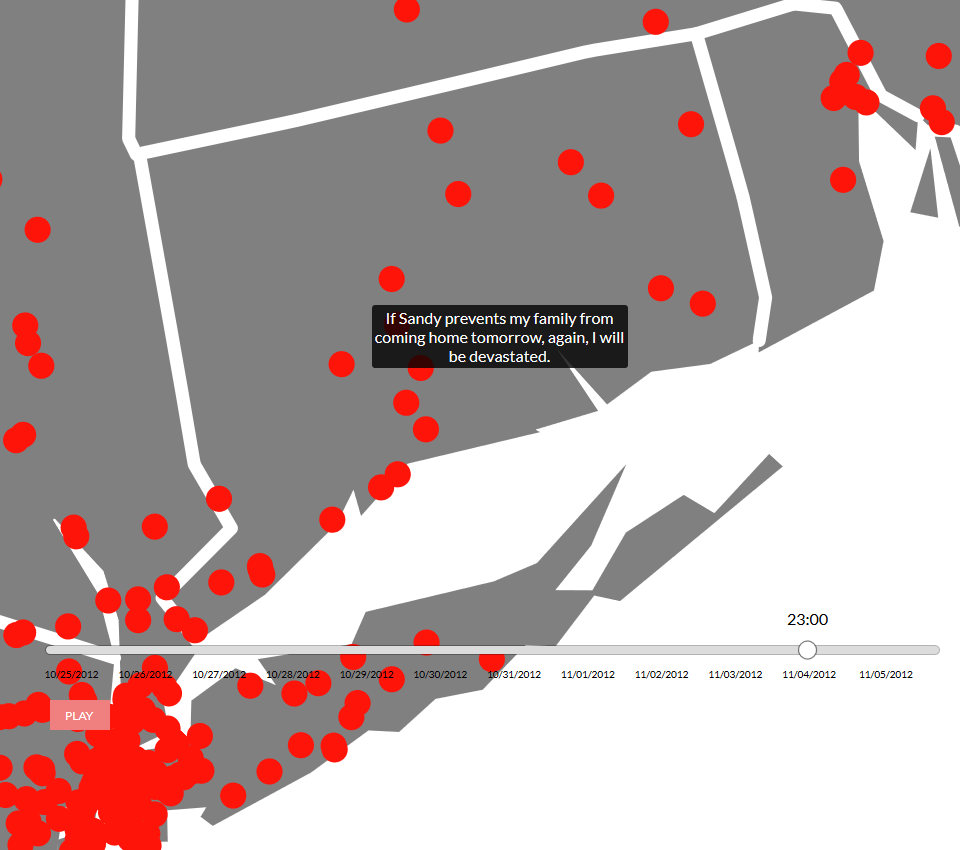 If Sandy prevents my family from
coming home tomorrow, again, I will
be devastated.
23:00
10/25/2012 10/26/2012 10/27/2012 10/28/2012 10/29/2012 10/30/2012 10/31/2012 11/01/2012 11/02/2012 11/03/2012 11/04/2012 11/05/2012
PLAY